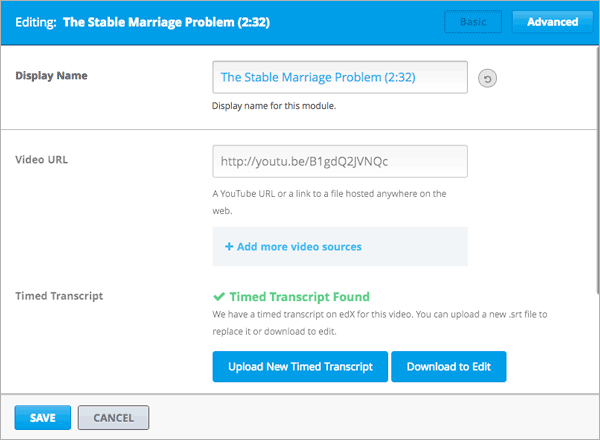 Editing: The Stable Marriage Problem (2:32)
Basic
Advanced
Display Name
The Stable Marriage Problem (2:32)
Display name for this module.
Video URL
http://youtu.be/B1gdQ2JVNQc
A YouTube URL or a link to a file hosted anywhere on the
web.
+ Add more video sources
Timed Transcript
✔ Timed Transcript Found
We have a timed transcript on edX for this video. You can upload a new .srt file to
replace it or download to edit.
Upload New Timed Transcript
Download to Edit
SAVE
CANCEL